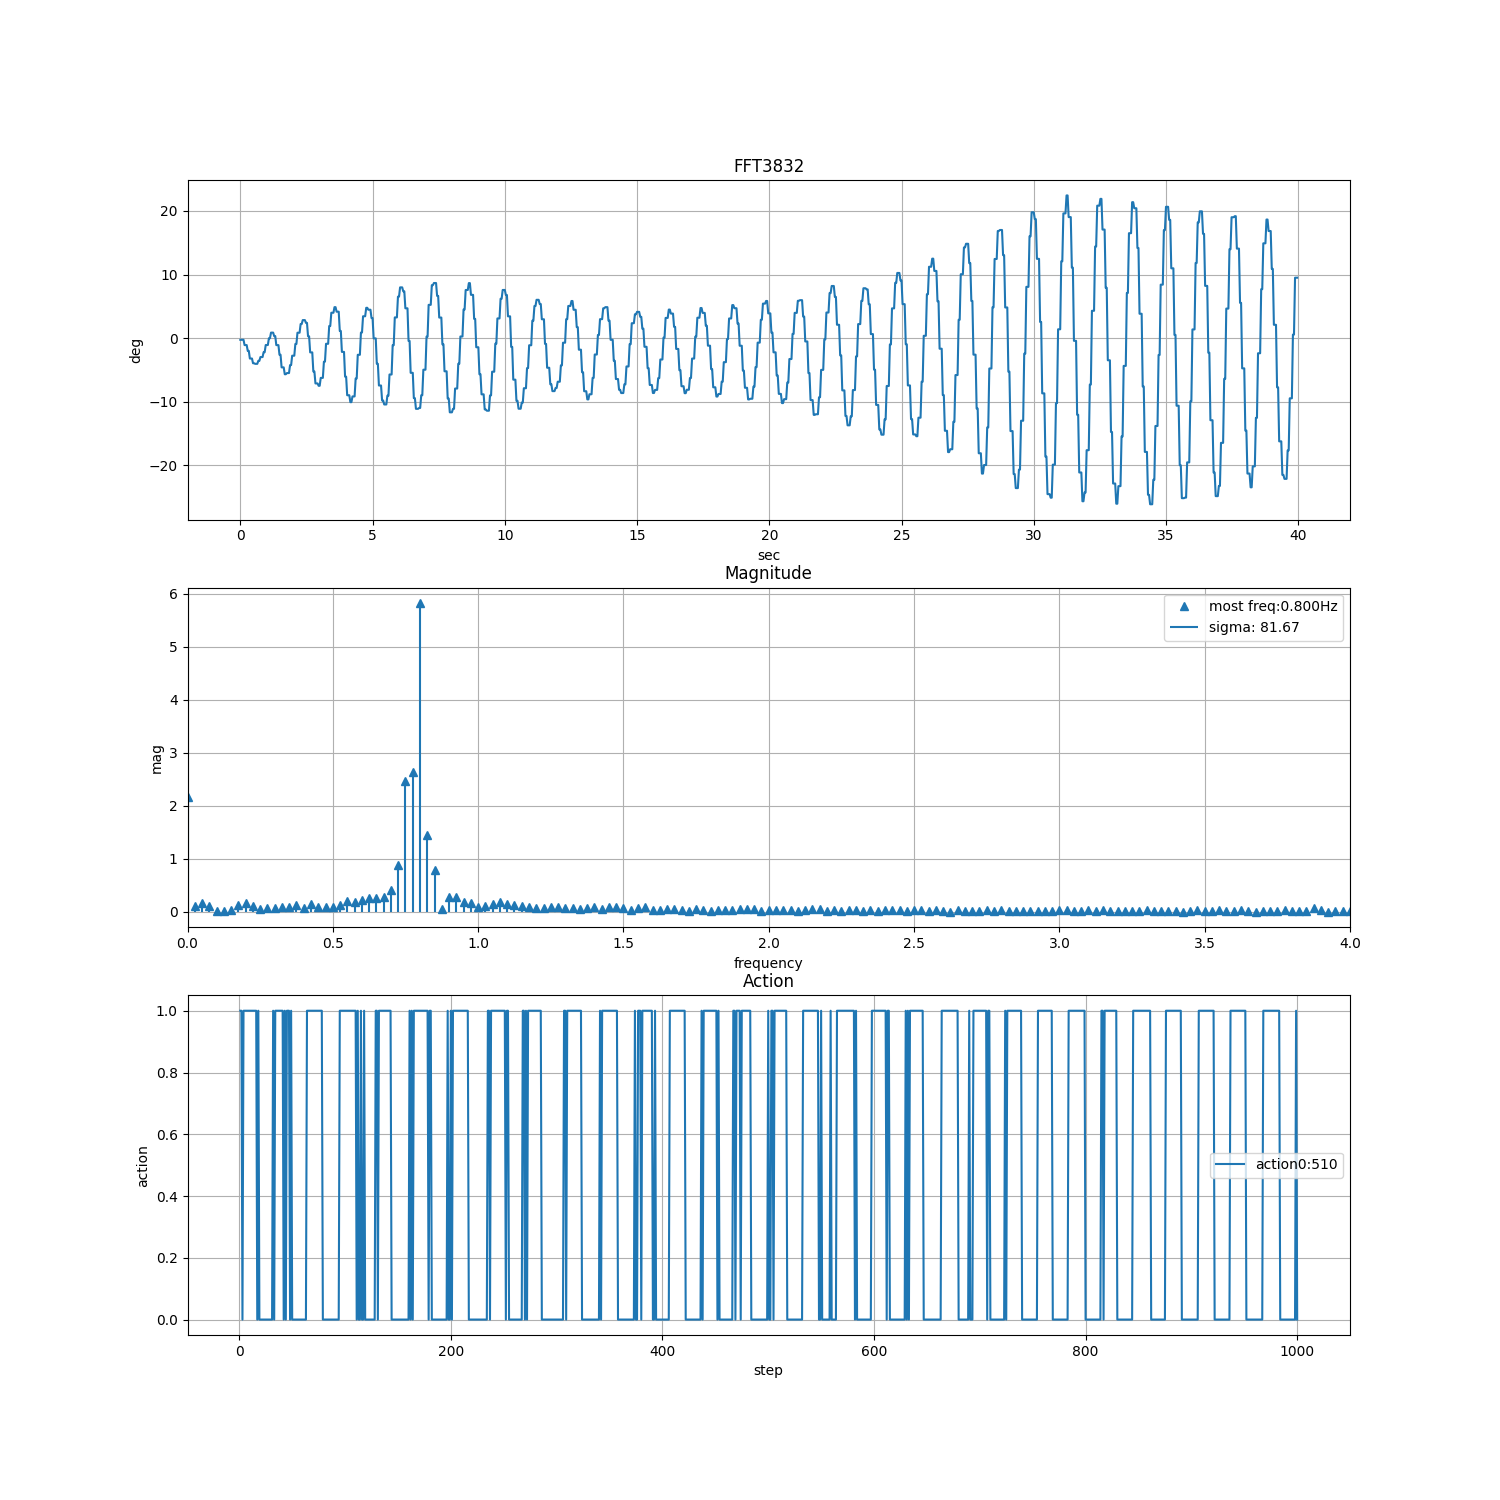 FFT3832
20
10
0
−10
−20
deg
0 5 10 15 20 25 30 35 40
sec
Magnitude
6
5
4
3
2
1
0
mag
most freq:0.800Hz
sigma: 81.67
0.0 0.5 1.0 1.5 2.0 2.5 3.0 3.5 4.0
frequency
Action
1.0
0.8
0.6
0.4
0.2
0.0
action
action0:510
0 200 400 600 800 1000
step